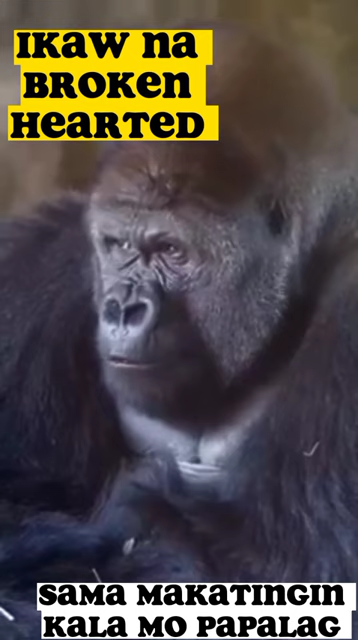 IKAW NA
BROKEN
HEARTED
SAMA MAKATINGIN
KALA MO PAPALAG